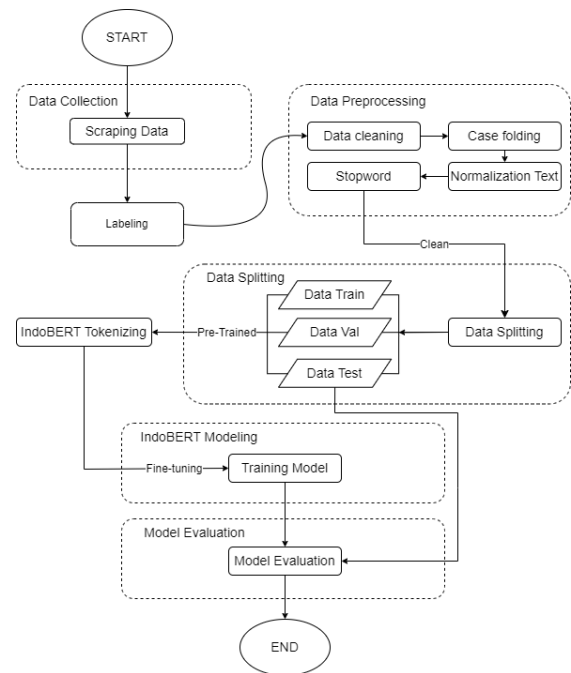 START
Data Collection
Scraping Data
Labeling
Data Preprocessing
Data cleaning
Case folding
Stopword
Normalization Text
Clean
Data Splitting
Data Train
IndoBERT Tokenizing
Pre-Trained
Data Val
Data Splitting
Data Test
IndoBERT Modeling
Fine-tuning
Training Model
Model Evaluation
Model Evaluation
END